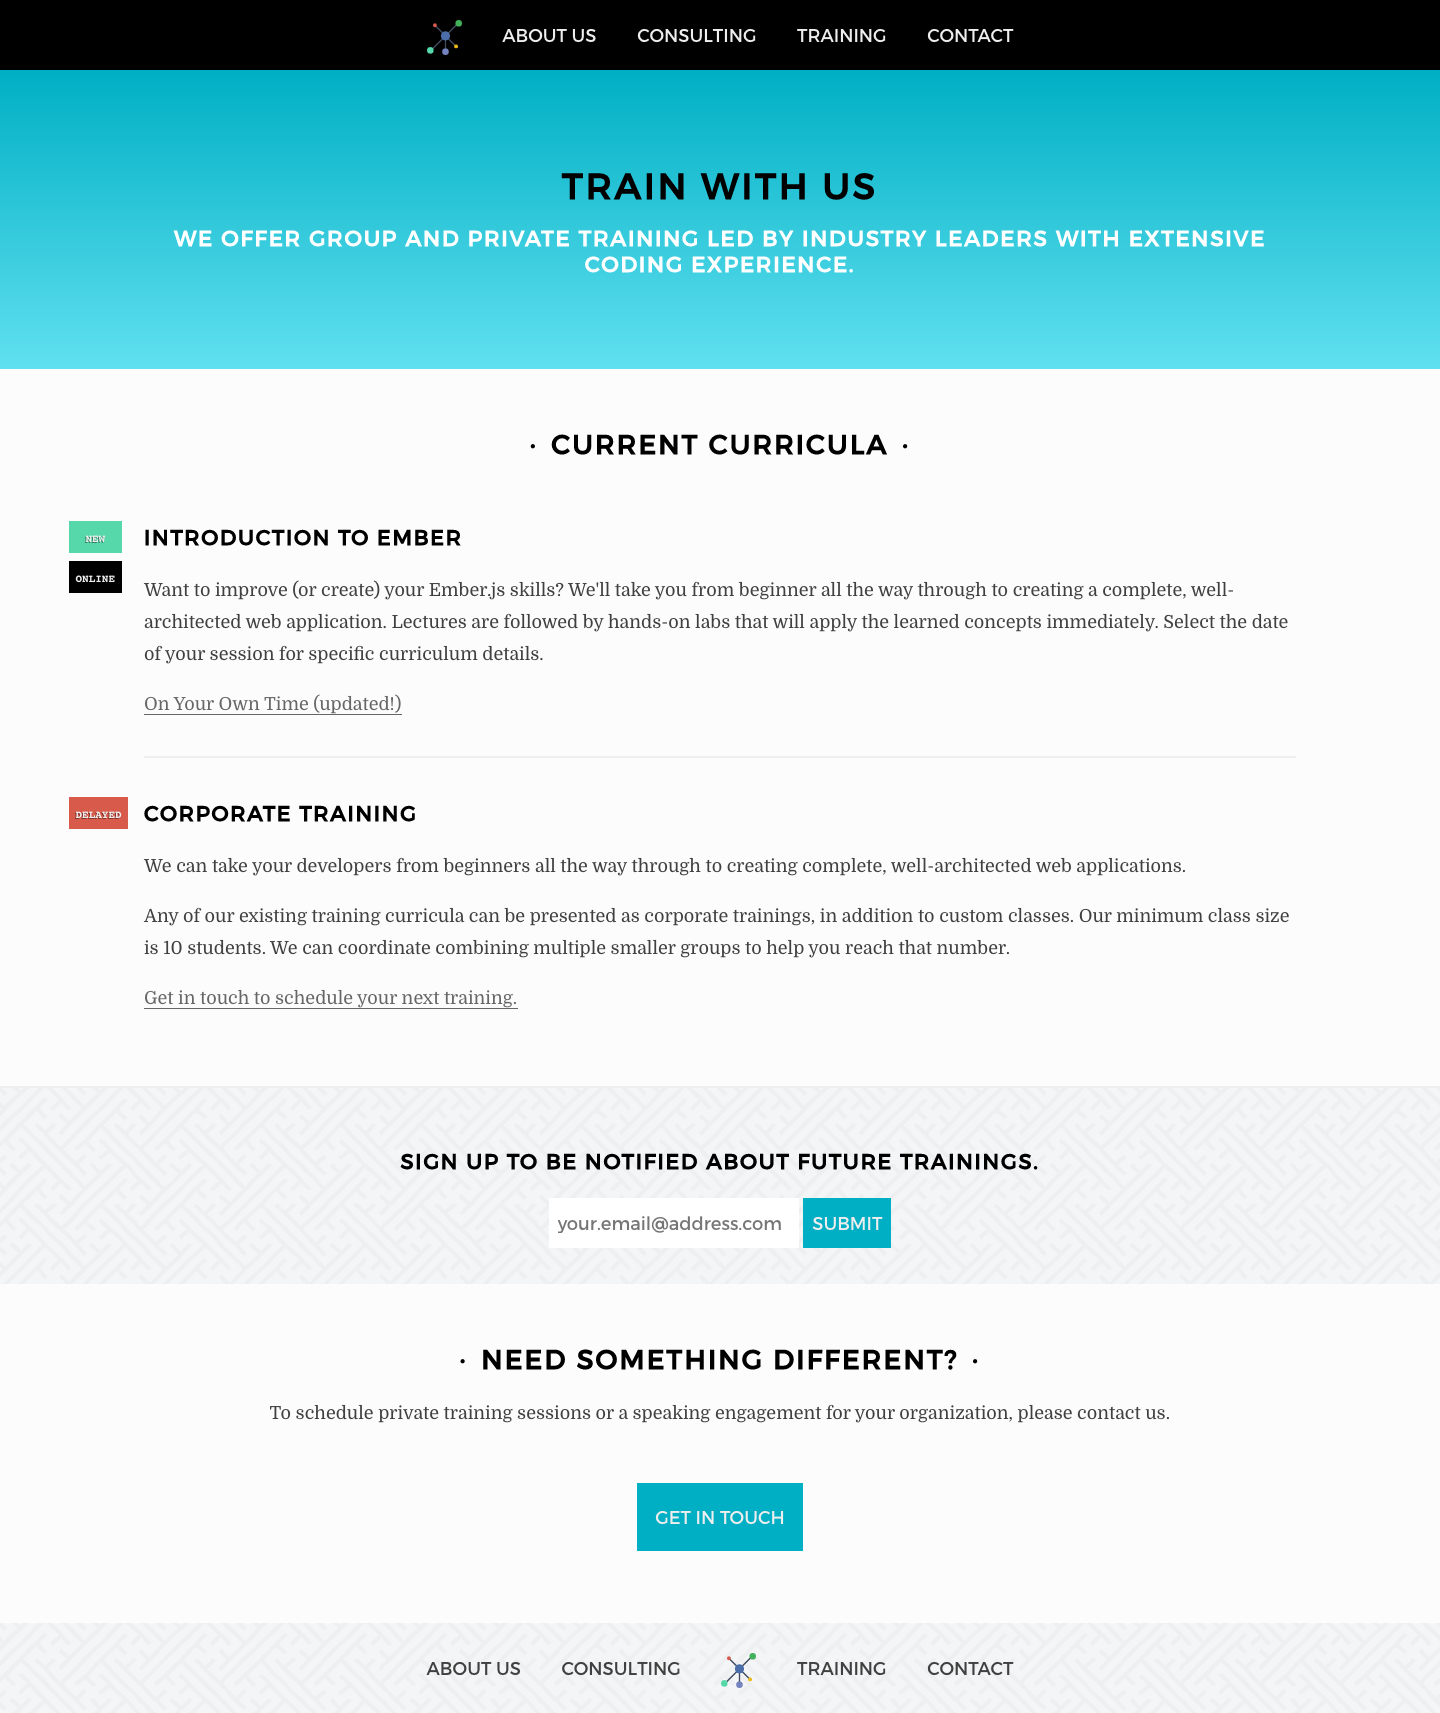 ABOUT US CONSULTING TRAINING CONTACT
TRAIN WITH US
WE OFFER GROUP AND PRIVATE TRAINING LED BY INDUSTRY LEADERS WITH EXTENSIVE
CODING EXPERIENCE.
· CURRENT CURRICULA ·
NEW
ONLINE
INTRODUCTION TO EMBER
Want to improve (or create) your Ember.js skills? We'll take you from beginner all the way through to creating a complete, well-
architected web application. Lectures are followed by hands-on labs that will apply the learned concepts immediately. Select the date
of your session for specific curriculum details.
On Your Own Time (updated!)
DELAYED
CORPORATE TRAINING
We can take your developers from beginners all the way through to creating complete, well-architected web applications.
Any of our existing training curricula can be presented as corporate trainings, in addition to custom classes. Our minimum class size
is 10 students. We can coordinate combining multiple smaller groups to help you reach that number.
Get in touch to schedule your next training.
SIGN UP TO BE NOTIFIED ABOUT FUTURE TRAININGS.
your.email@address.com SUBMIT
· NEED SOMETHING DIFFERENT? ·
To schedule private training sessions or a speaking engagement for your organization, please contact us.
GET IN TOUCH
ABOUT US CONSULTING TRAINING CONTACT